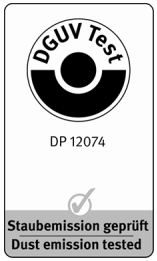 DGUV Test
DP 12074
Staubemission geprüft
Dust emission tested